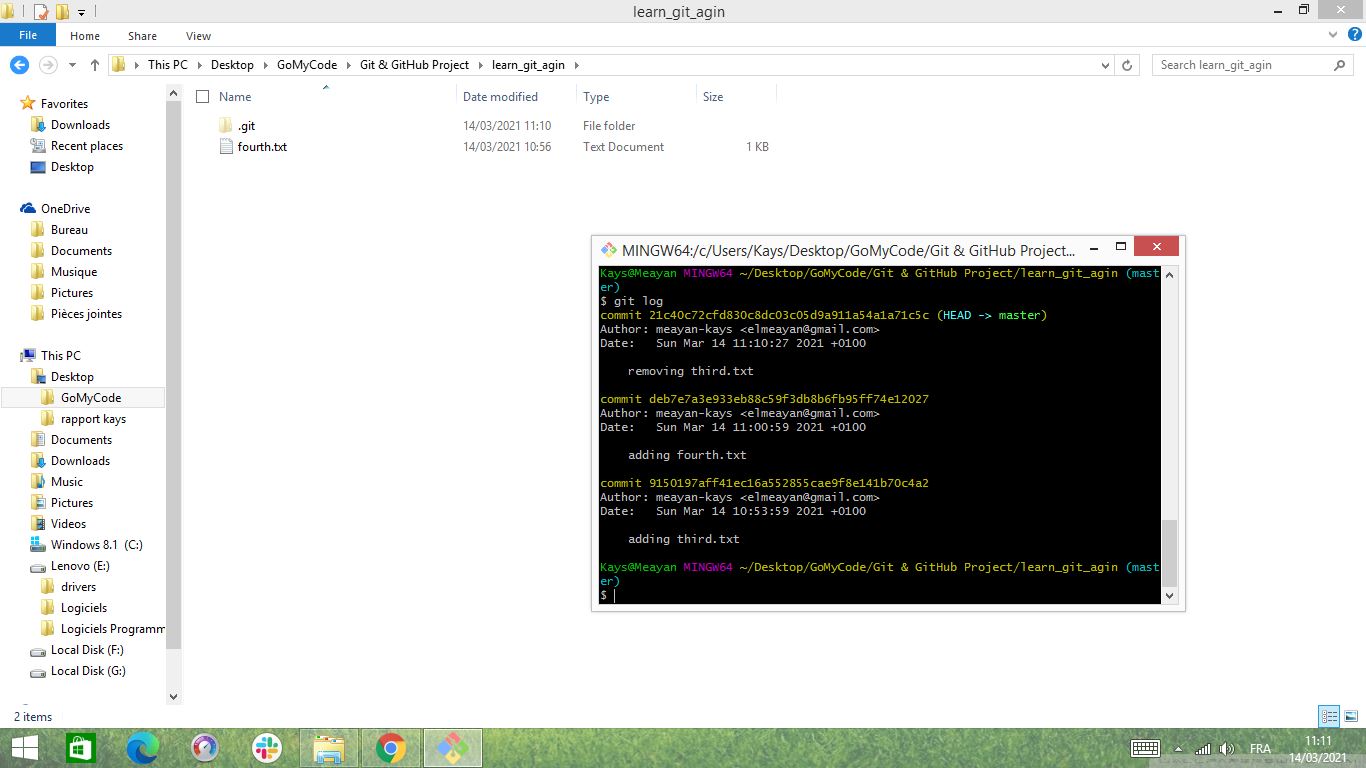 learn_git_agin
File Home Share View
This PC Desktop GoMyCode Git & GitHub Project learn_git_agin
Search learn_git_agin
Name Date modified Type Size
.git 14/03/2021 11:10 File folder
fourth.txt 14/03/2021 10:56 Text Document 1 KB
Favorites
Downloads
Recent places
Desktop
OneDrive
Bureau
Documents
Musique
Pictures
Pièces jointes
This PC
Desktop
GoMyCode
rapport kays
Documents
Downloads
Music
Pictures
Videos
Windows 8.1 (C:)
Lenovo (E:)
drivers
Logiciels
Logiciels Programm
Local Disk (F:)
Local Disk (G:)
2 items
MINGW64:/c/Users/Kays/Desktop/GoMyCode/Git & GitHub Project...
Kays@Meayan MINGW64 ~/Desktop/GoMyCode/Git & GitHub Project/learn_git_agin (mast
er)
$ git log
commit 21c40c72cfd830c8dc03c05d9a911a54a1a71c5c (HEAD -> master)
Author: meayan-kays <elmeayan@gmail.com>
Date: Sun Mar 14 11:10:27 2021 +0100
removing third.txt
commit deb7e7a3e933eb88c59f3db8b6fb95ff74e12027
Author: meayan-kays <elmeayan@gmail.com>
Date: Sun Mar 14 11:00:59 2021 +0100
adding fourth.txt
commit 9150197aff41ec16a552855cae9f8e141b70c4a2
Author: meayan-kays <elmeayan@gmail.com>
Date: Sun Mar 14 10:53:59 2021 +0100
adding third.txt
Kays@Meayan MINGW64 ~/Desktop/GoMyCode/Git & GitHub Project/learn_git_agin (mast
er)
$
FRA
11:11
14/03/2021